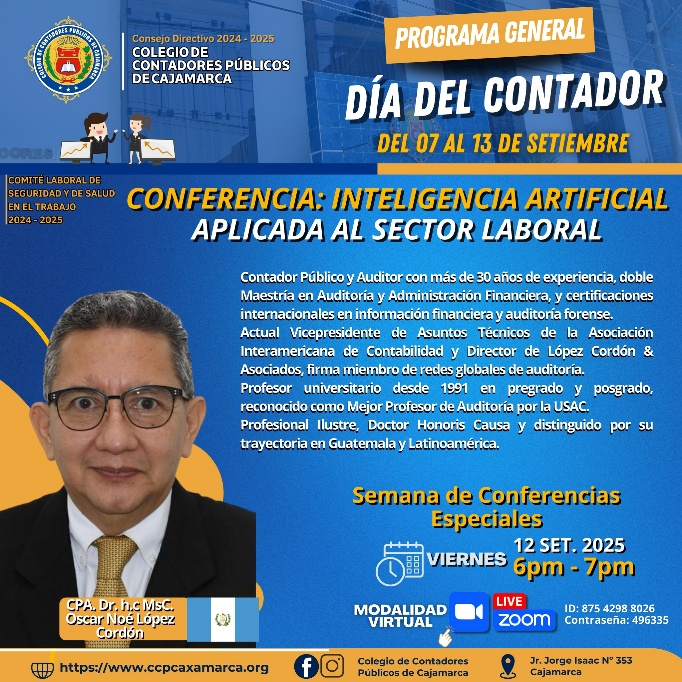 Consejo Directivo 2024 - 2025
COLEGIO DE
CONTADORES PÚBLICOS
DE CAJAMARCA
PROGRAMA GENERAL
DÍA DEL CONTADOR
DEL 07 AL 13 DE SETIEMBRE
COMITÉ LABORAL DE
SEGURIDAD Y DE SALUD
EN EL TRABAJO
2024 - 2025
CONFERENCIA: INTELIGENCIA ARTIFICIAL
APLICADA AL SECTOR LABORAL
Contador Público y Auditor con más de 30 años de experiencia, doble
Maestría en Auditoría y Administración Financiera, y certificaciones
internacionales en información financiera y auditoría forense.
Actual Vicepresidente de Asuntos Técnicos de la Asociación
Interamericana de Contabilidad y Director de López Cordón &
Asociados, firma miembro de redes globales de auditoría.
Profesor universitario desde 1991 en pregrado y posgrado,
reconocido como Mejor Profesor de Auditoría por la USAC.
Profesional Ilustre, Doctor Honoris Causa y distinguido por su
trayectoria en Guatemala y Latinoamérica.
Semana de Conferencias
Especiales
VIERNES
12 SET. 2025
6pm - 7pm
CPA. Dr. h.c MsC.
Oscar Noé López
Cordón
MODALIDAD
VIRTUAL
LIVE
zoom
ID: 875 4298 8026
Contraseña: 496335
https://www.ccpcaxamarca.org
Colegio de Contadores
Públicos de Cajamarca
Jr. Jorge Isaac N° 353
Cajamarca